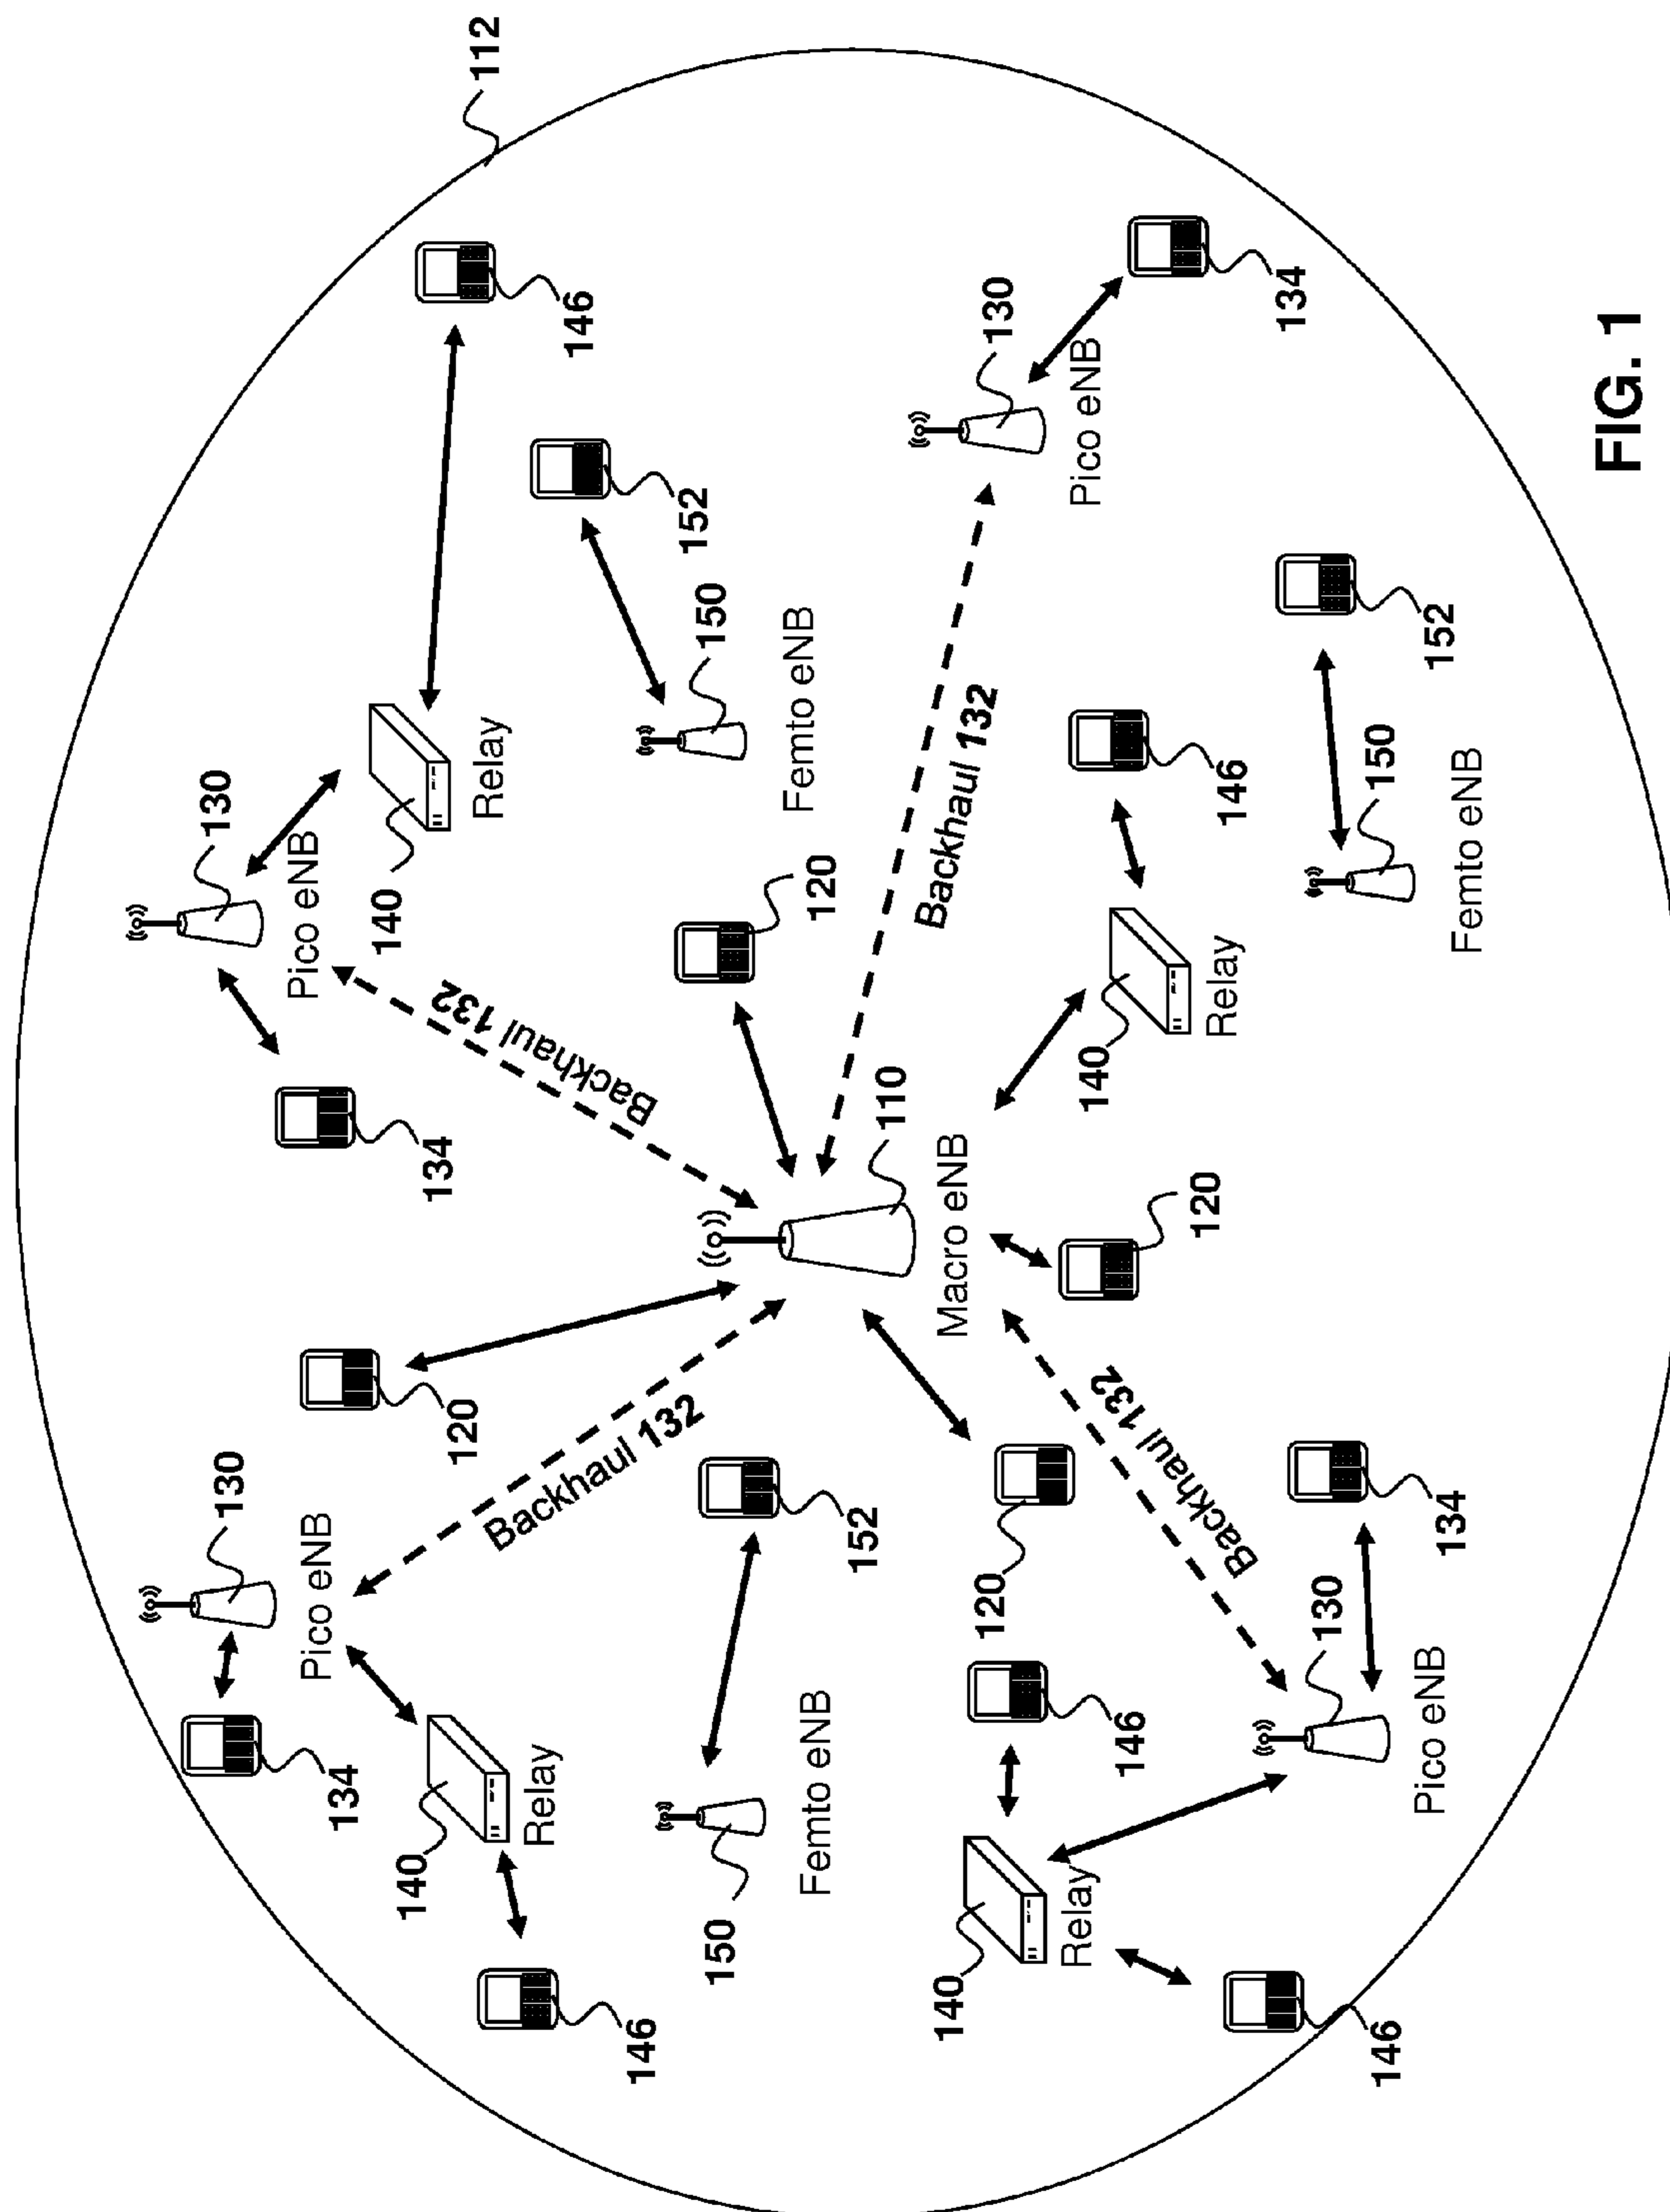 112
130
130
Pico eNB
Pico eNB
134
140
140
134
120
Backhaul 132
Relay
Relay
146
Backhaul 132
146
152
150
150
Femto eNB
Femto eNB
120
152
110
140
Macro eNB
Backhaul 132
120
130
Relay
Pico eNB
140
146
Backhaul 132
120
Relay
146
134
130
150
146
Pico eNB
152
134
Femto eNB
FIG. 1